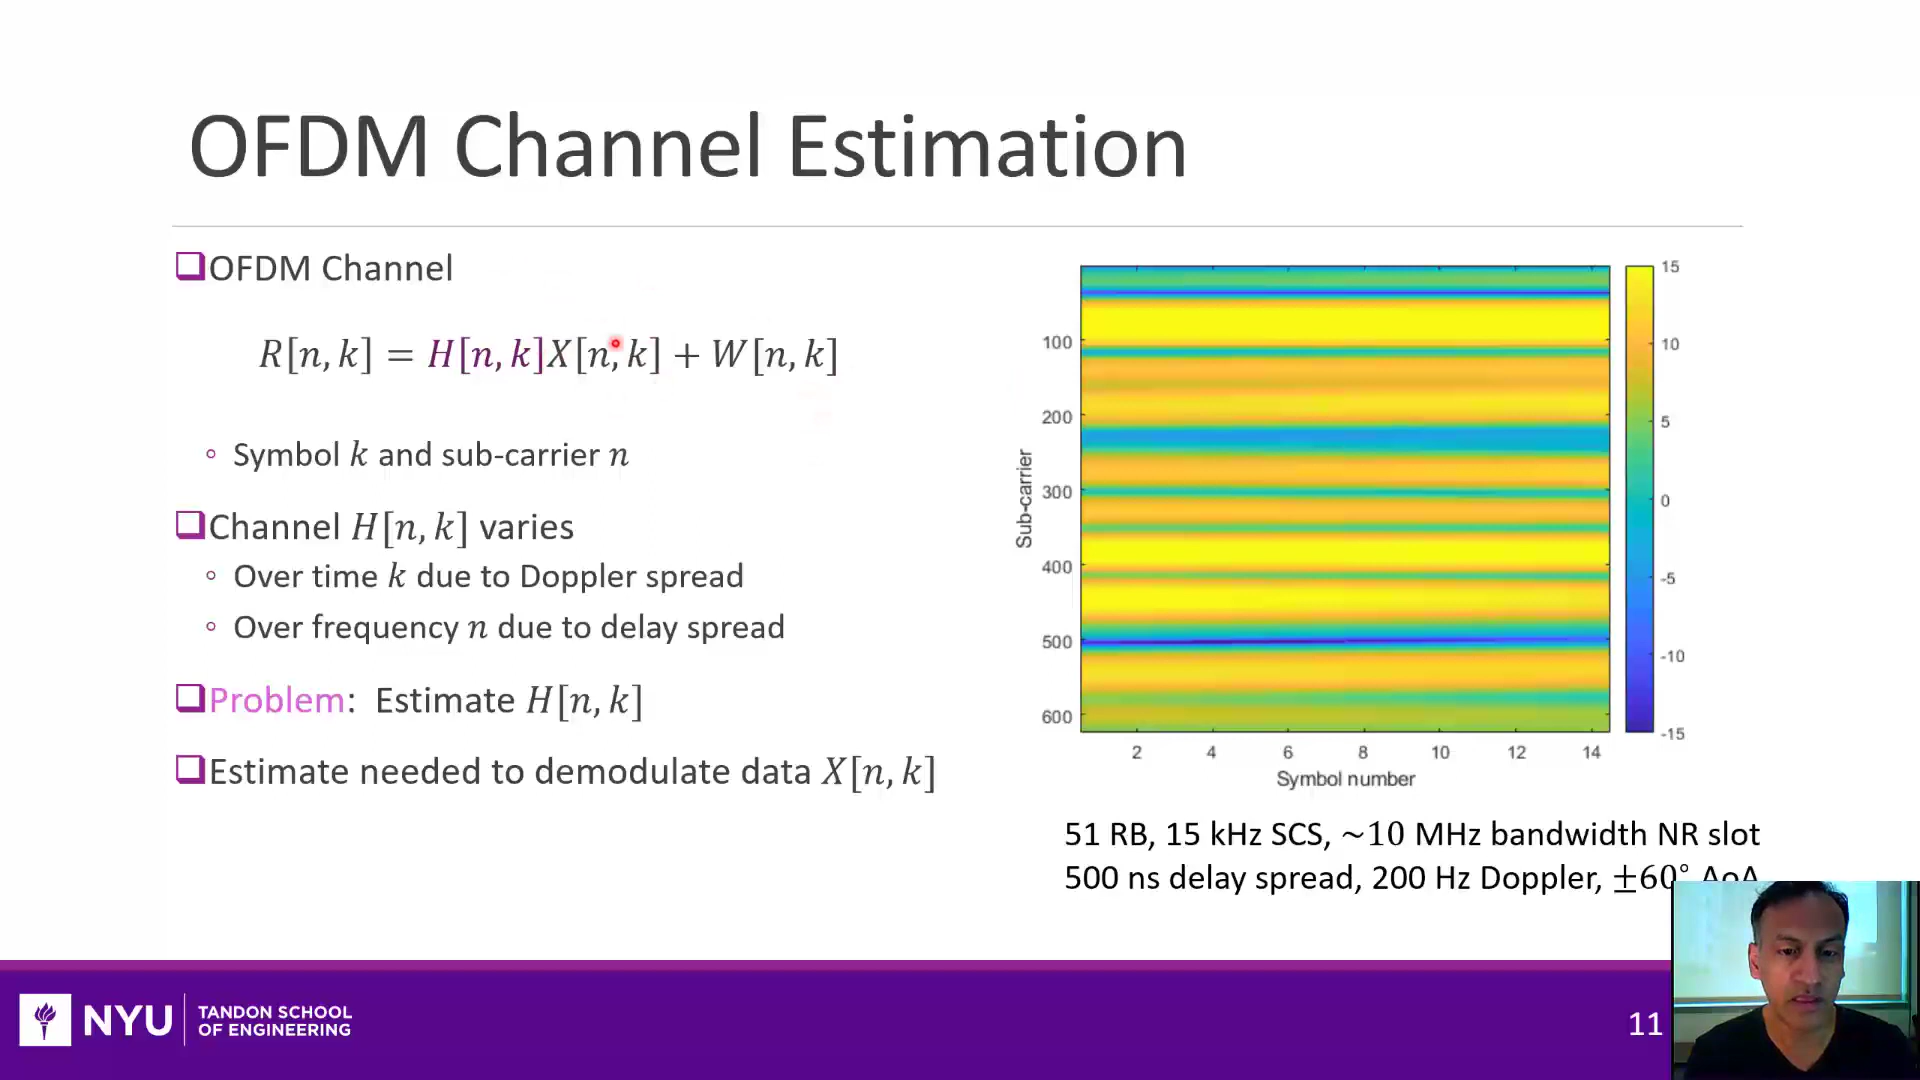 OFDM Channel Estimation
OFDM Channel
R[n, k] = H[n, k]X[n, k] + W[n, k]
Symbol k and sub-carrier n
Channel H[n, k] varies
Over time k due to Doppler spread
Over frequency n due to delay spread
Problem: Estimate H[n, k]
Estimate needed to demodulate data X[n, k]
Sub-carrier
100
200
300
400
500
600
2 4 6 8 10 12 14
Symbol number
15
10
5
0
-5
-10
-15
51 RB, 15 kHz SCS, ~10 MHz bandwidth NR slot
500 ns delay spread, 200 Hz Doppler, ±60° AoA
NYU
TANDON SCHOOL
OF ENGINEERING
11